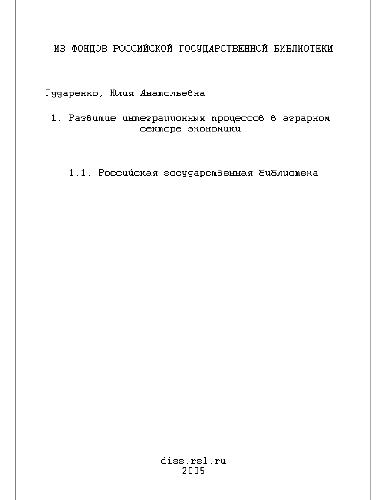 ИЗ ФОНДОВ РОССИЙСКОЙ ГОСУДАРСТВЕННОЙ БИБЛИОТЕКИ
Гударенко, Юлия Анатольевна
1. Развитие интеграционных процессов в аграрном
секторе экономики
1.1. Российская государственная библиотека
diss.rsl.ru
2005